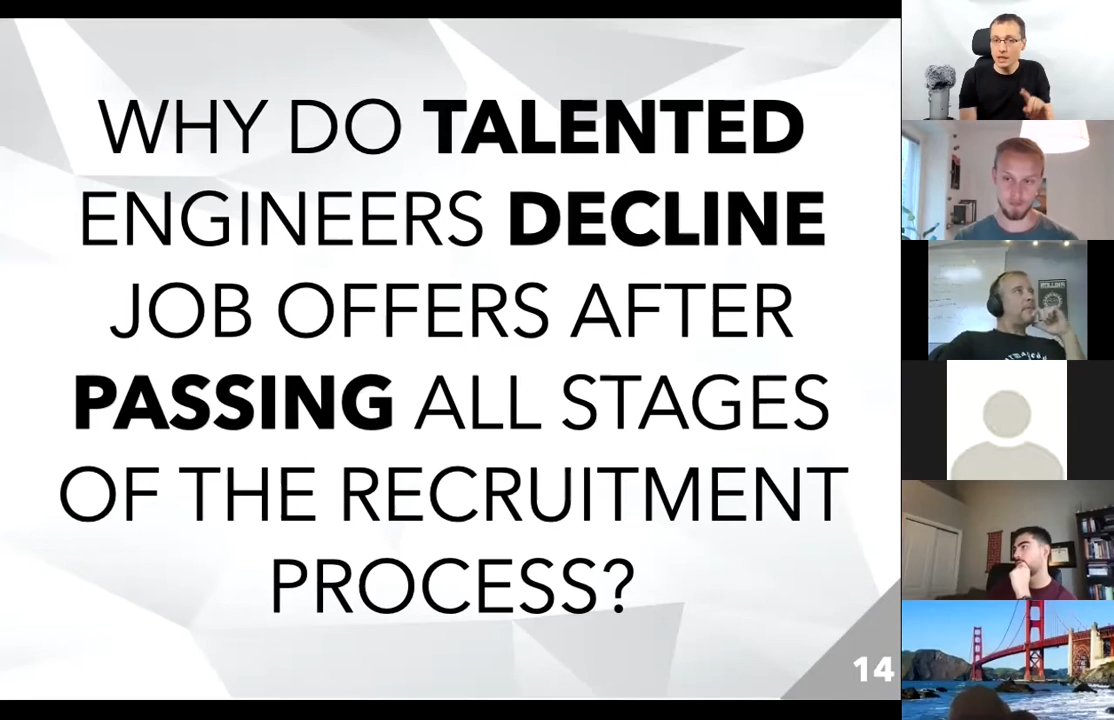 WHY DO TALENTED
ENGINEERS DECLINE
JOB OFFERS AFTER
PASSING ALL STAGES
OF THE RECRUITMENT
PROCESS?
14